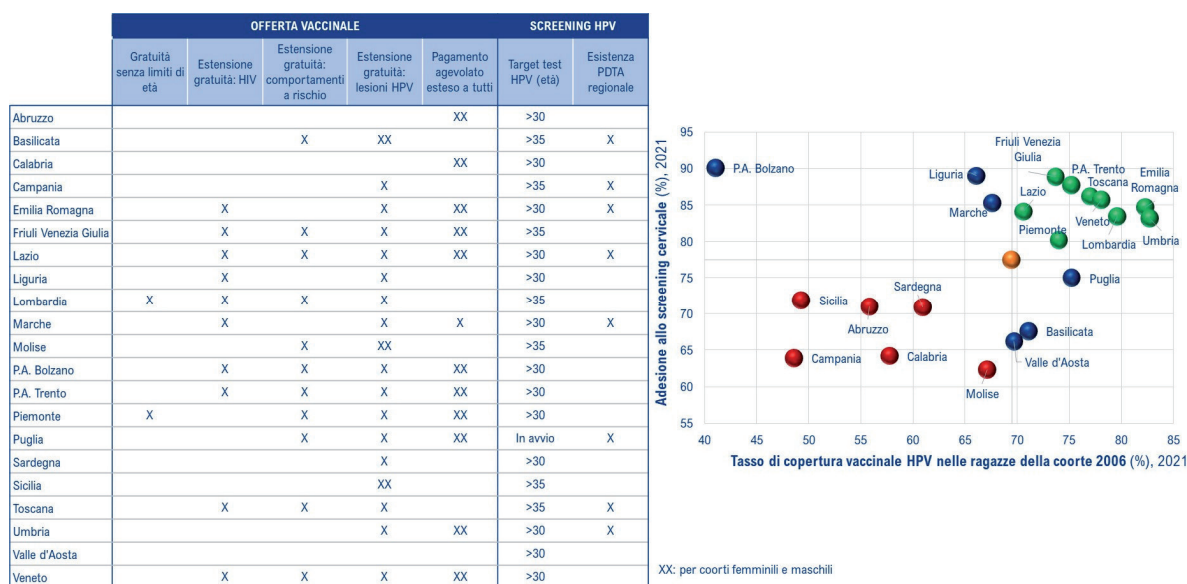 OFFERTA VACCINALE SCREENING HPV
Gratuità senza limiti di età
Estensione gratuità: HIV
Estensione gratuità: comportamenti a rischio
Estensione gratuità: lesioni HPV
Pagamento agevolato esteso a tutti
Target test HPV (età)
Esistenza PDTA regionale
Abruzzo XX >30
Basilicata X XX >35 X
Calabria XX >30
Campania X >35 X
Emilia Romagna X X XX >30 X
Friuli Venezia Giulia X X X XX >35
Lazio X X X XX >30 X
Liguria X X >30
Lombardia X X X X >35
Marche X X X >30 X
Molise X XX >35
P.A. Bolzano X X X XX >30
P.A. Trento X X X XX >30
Piemonte X X X XX >30
Puglia X X XX In avvio X
Sardegna X >30
Sicilia XX >35
Toscana X X X >35 X
Umbria X XX >30 X
Valle d'Aosta >30
Veneto X X X XX >30
Adesione allo screening cervicale (%), 2021
95
90
85
80
75
70
65
60
55
P.A. Bolzano
Liguria
Marche
Friuli Venezia
Giulia
Lazio
P.A. Trento
Toscana
Emilia
Romagna
Piemonte
Veneto
Lombardia
Umbria
Puglia
Sardegna
Sicilia
Abruzzo
Basilicata
Valle d'Aosta
Campania
Calabria
Molise
40 45 50 55 60 65 70 75 80 85
Tasso di copertura vaccinale HPV nelle ragazze della coorte 2006 (%), 2021
XX: per coorti femminili e maschili